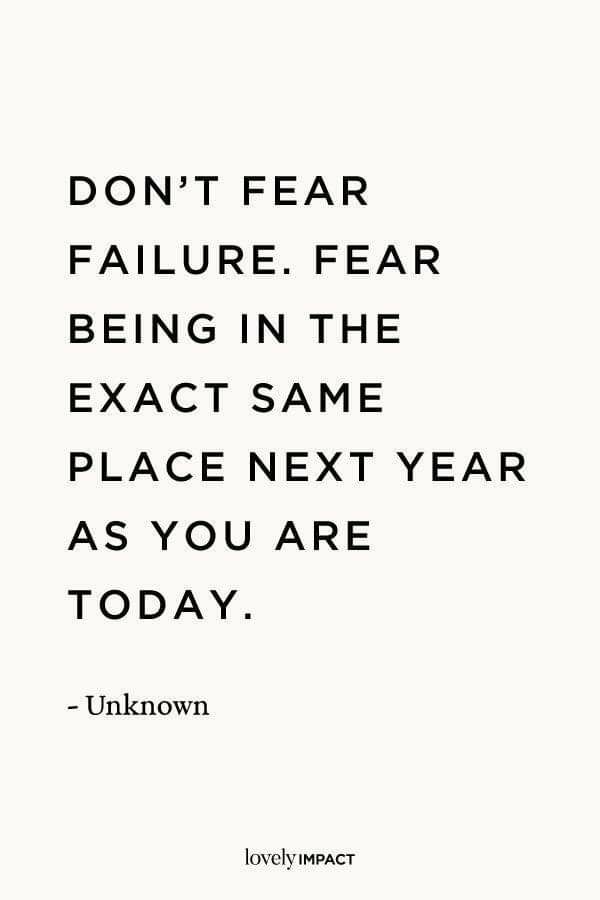 DON’T FEAR
FAILURE. FEAR
BEING IN THE
EXACT SAME
PLACE NEXT YEAR
AS YOU ARE
TODAY.
- Unknown
lovely IMPACT